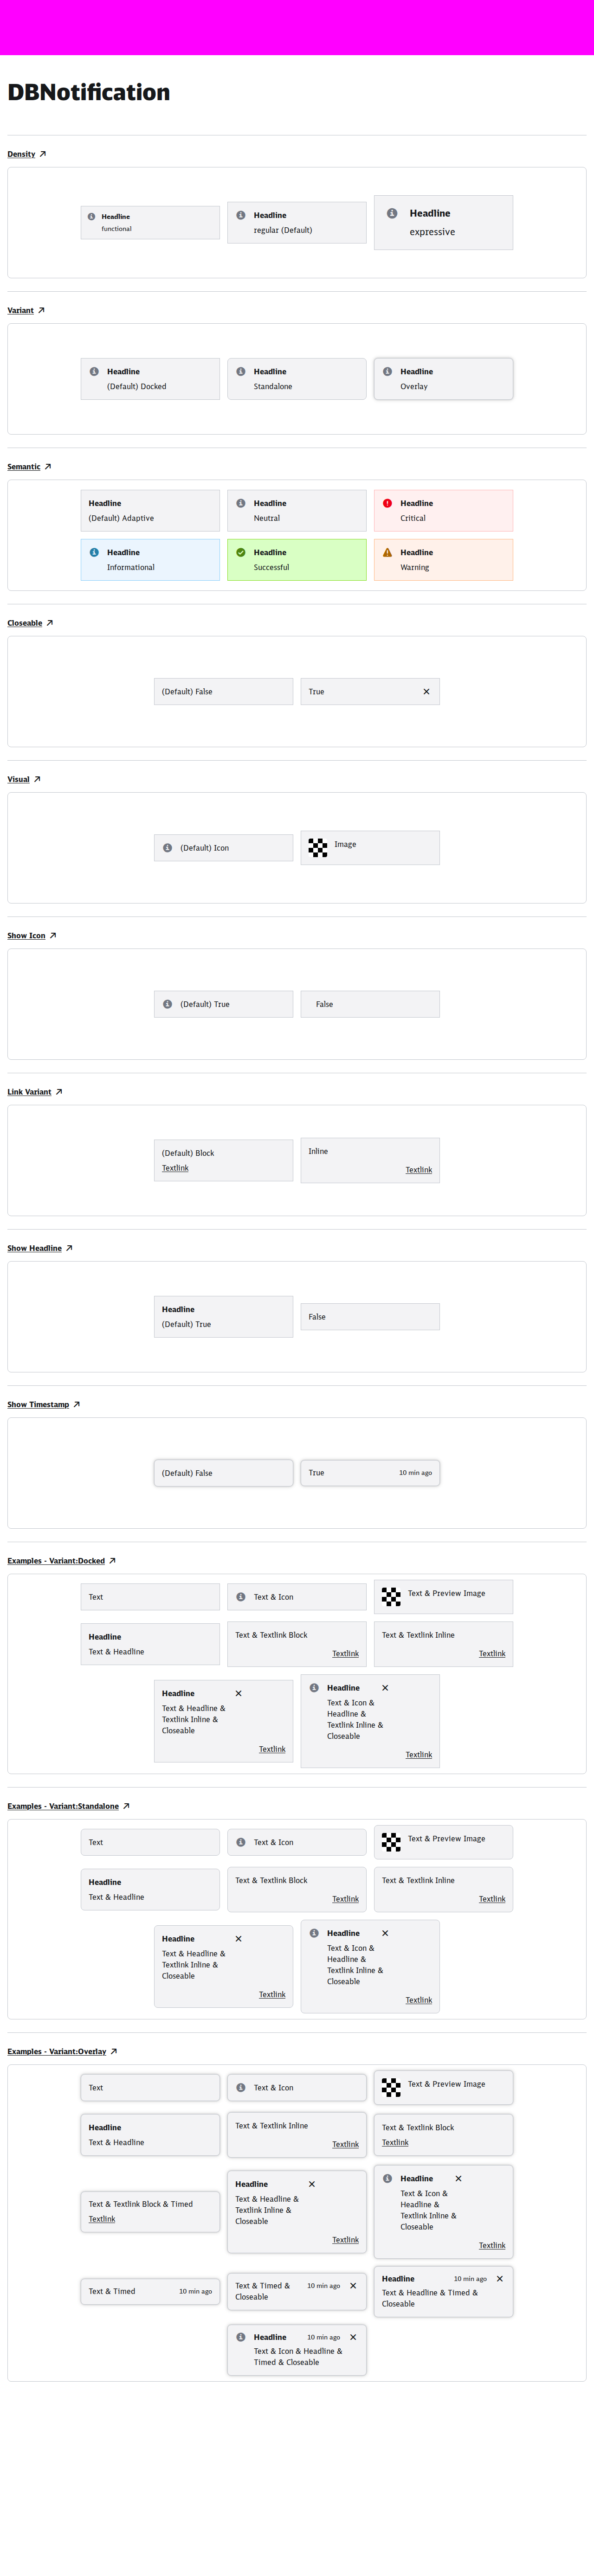 DBNotification
Density
Headline
functional
Headline
regular (Default)
Headline
expressive
Variant
Headline
(Default) Docked
Headline
Standalone
Headline
Overlay
Semantic
Headline
(Default) Adaptive
Headline
Neutral
Headline
Critical
Headline
Informational
Headline
Successful
Headline
Warning
Closeable
(Default) False
True
Visual
(Default) Icon
Image
Show Icon
(Default) True
False
Link Variant
(Default) Block
Textlink
Inline
Textlink
Show Headline
Headline
(Default) True
False
Show Timestamp
(Default) False
True
10 min ago
Examples - Variant:Docked
Text
Text & Icon
Text & Preview Image
Headline
Text & Headline
Text & Textlink Block
Textlink
Text & Textlink Inline
Textlink
Headline
Text & Headline &
Textlink Inline &
Closeable
Textlink
Headline
Text & Icon &
Headline &
Textlink Inline &
Closeable
Textlink
Examples - Variant:Standalone
Text
Text & Icon
Text & Preview Image
Headline
Text & Headline
Text & Textlink Block
Textlink
Text & Textlink Inline
Textlink
Headline
Text & Headline &
Textlink Inline &
Closeable
Textlink
Headline
Text & Icon &
Headline &
Textlink Inline &
Closeable
Textlink
Examples - Variant:Overlay
Text
Text & Icon
Text & Preview Image
Headline
Text & Headline
Text & Textlink Inline
Textlink
Text & Textlink Block
Textlink
Text & Textlink Block & Timed
Textlink
Headline
Text & Headline &
Textlink Inline &
Closeable
Textlink
Headline
Text & Icon &
Headline &
Textlink Inline &
Closeable
Textlink
Text & Timed
10 min ago
Text & Timed &
Closeable
10 min ago
Headline
10 min ago
Text & Headline & Timed &
Closeable
Headline
10 min ago
Text & Icon & Headline &
Timed & Closeable